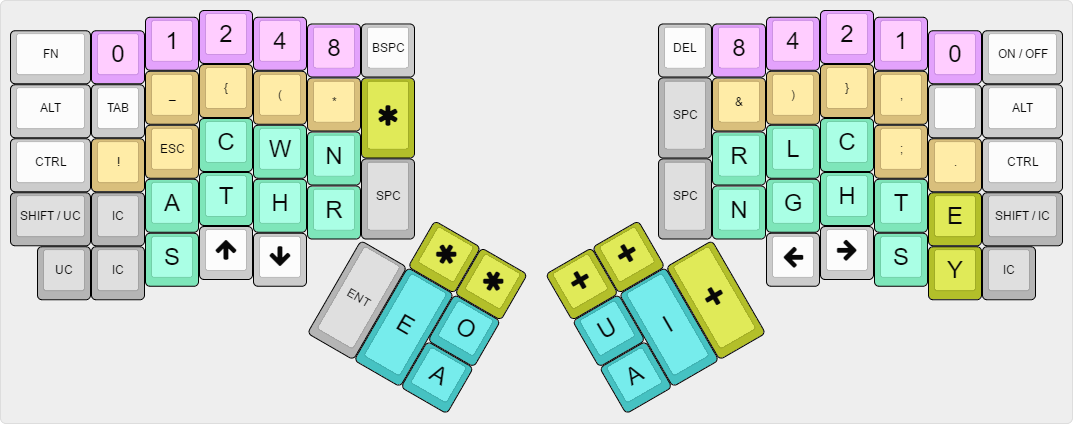 FN 0 1 2 4 8 BSPC DEL 8 4 2 1 0 ON / OFF
ALT TAB _ { ( * * SPC & ) } , ALT
CTRL ! ESC C W N R L C ; . CTRL
SHIFT / UC IC A T H R SPC SPC N G H T E SHIFT / IC
UC IC S ↑ ↓ ← → S Y IC
* * + +
ENT E O U I +
A A